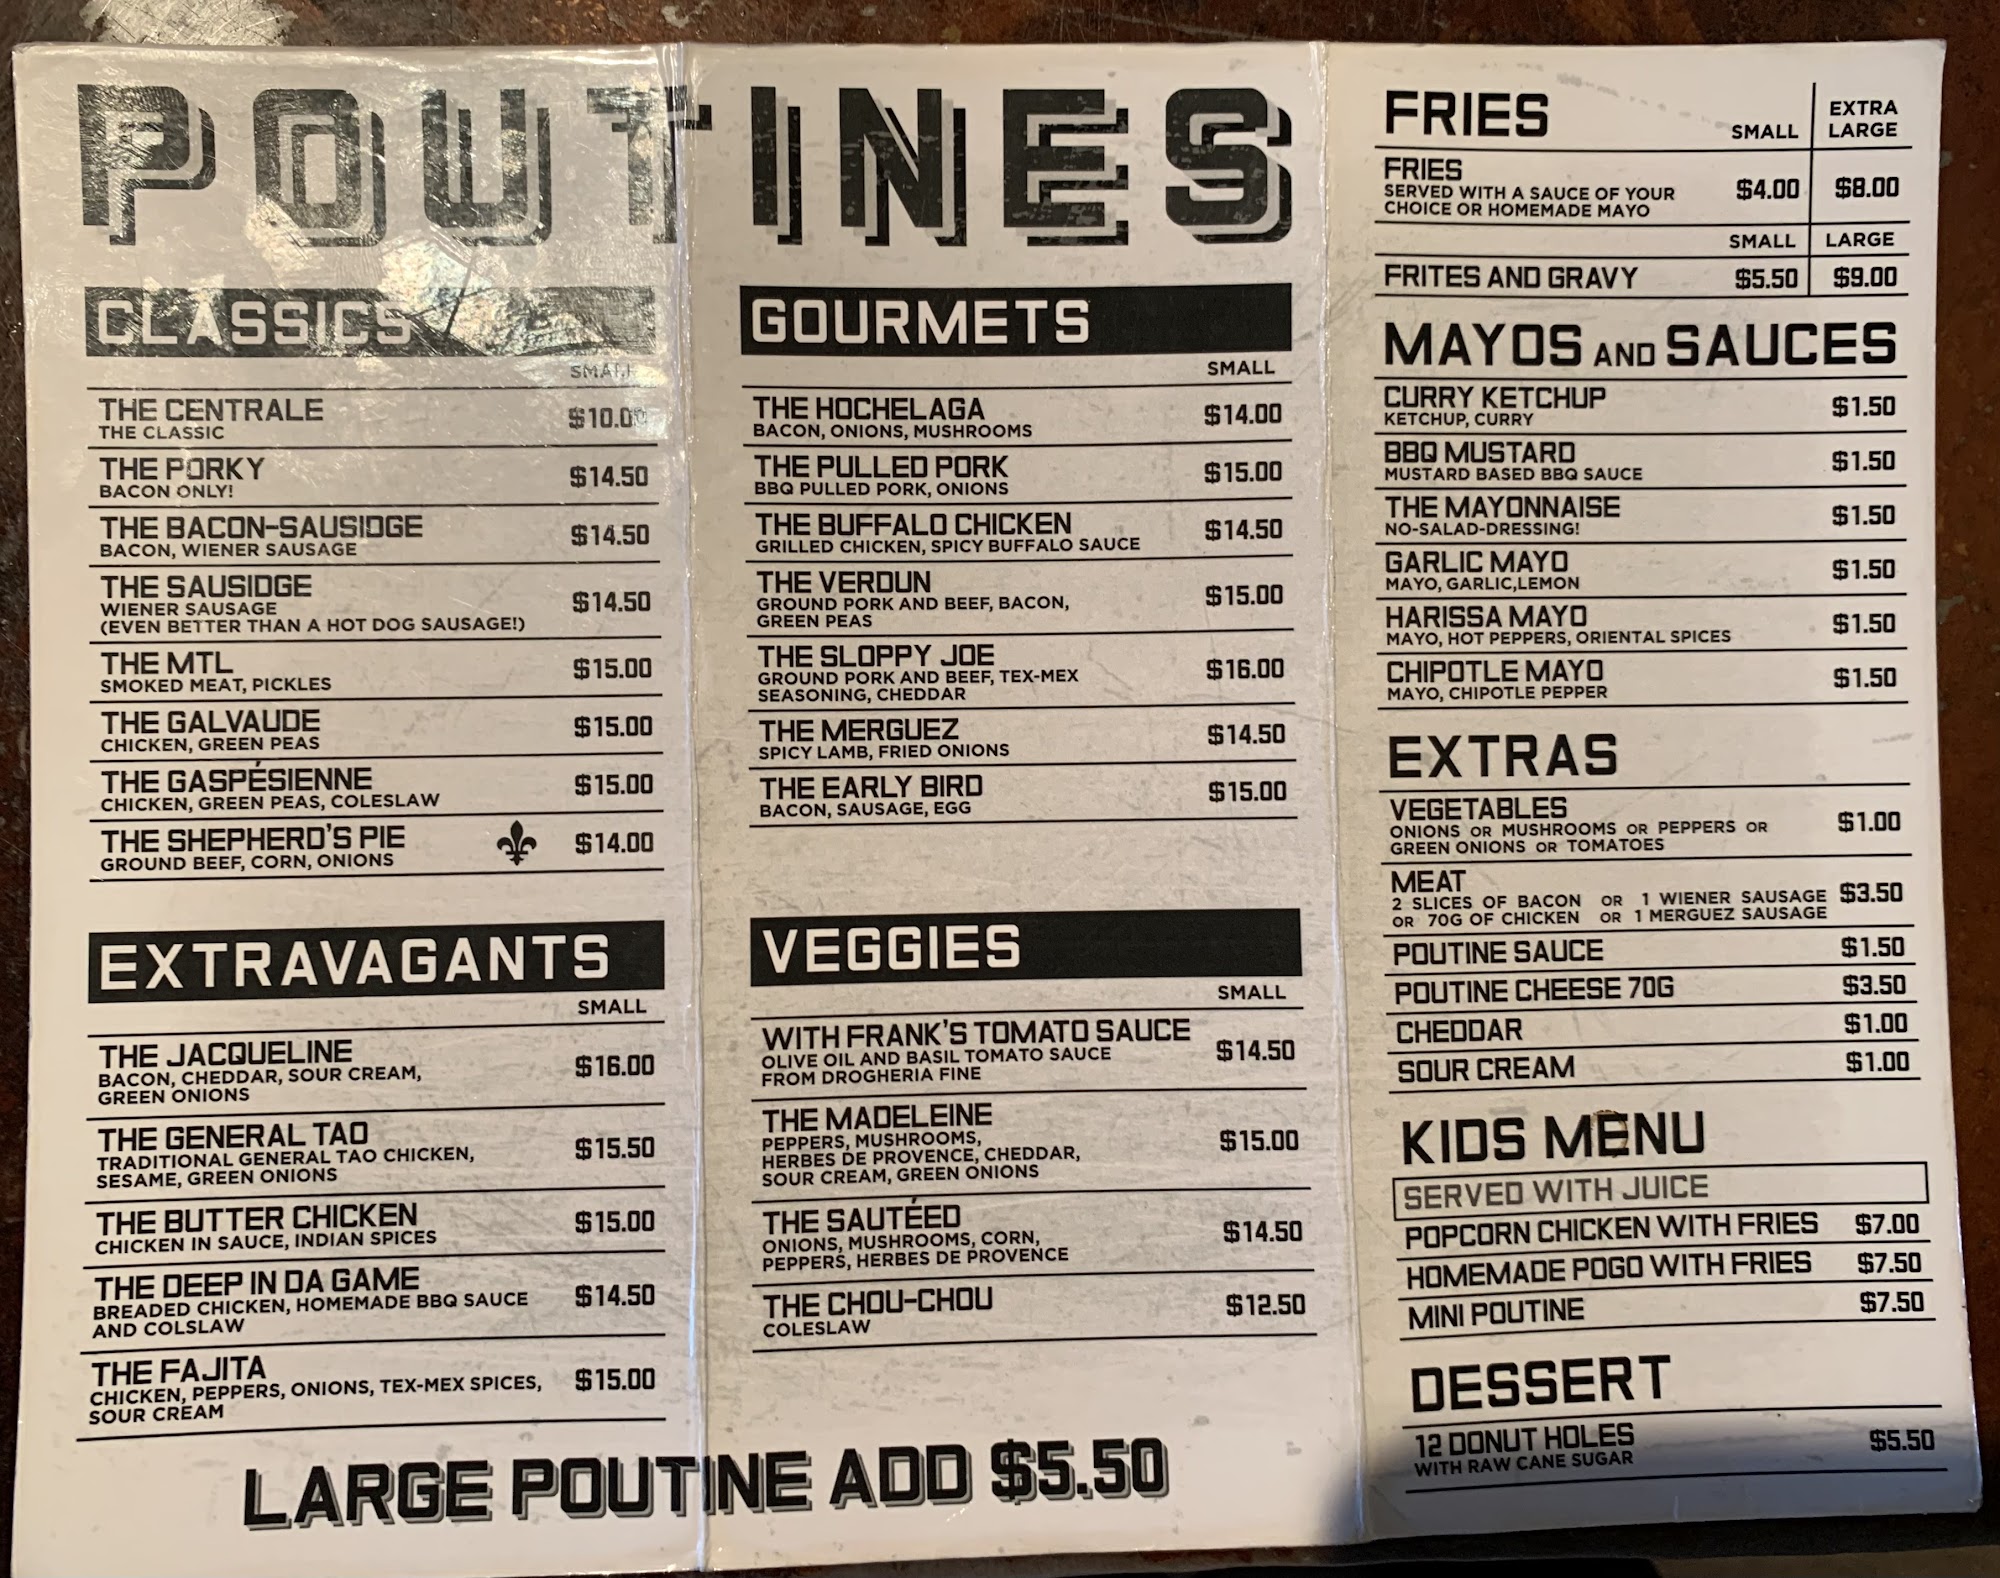 POUTINES
CLASSICS
SMALL
THE CENTRALE $10.00
THE CLASSIC
THE PORKY $14.50
BACON ONLY!
THE BACON-SAUSIDGE $14.50
BACON, WIENER SAUSAGE
THE SAUSIDGE $14.50
WIENER SAUSAGE
(EVEN BETTER THAN A HOT DOG SAUSAGE!)
THE MTL $15.00
SMOKED MEAT, PICKLES
THE GALVAUDE $15.00
CHICKEN, GREEN PEAS
THE GASPÉSIENNE $15.00
CHICKEN, GREEN PEAS, COLESLAW
THE SHEPHERD'S PIE $14.00
GROUND BEEF, CORN, ONIONS
EXTRAVAGANTS
SMALL
THE JACQUELINE $16.00
BACON, CHEDDAR, SOUR CREAM,
GREEN ONIONS
THE GENERAL TAO $15.50
TRADITIONAL GENERAL TAO CHICKEN,
SESAME, GREEN ONIONS
THE BUTTER CHICKEN $15.00
CHICKEN IN SAUCE, INDIAN SPICES
THE DEEP IN DA GAME $14.50
BREADED CHICKEN, HOMEMADE BBQ SAUCE
AND COLSLAW
THE FAJITA $15.00
CHICKEN, PEPPERS, ONIONS, TEX-MEX SPICES,
SOUR CREAM
GOURMETS
SMALL
THE HOCHELAGA $14.00
BACON, ONIONS, MUSHROOMS
THE PULLED PORK $15.00
BBQ PULLED PORK, ONIONS
THE BUFFALO CHICKEN $14.50
GRILLED CHICKEN, SPICY BUFFALO SAUCE
THE VERDUN $15.00
GROUND PORK AND BEEF, BACON,
GREEN PEAS
THE SLOPPY JOE $16.00
GROUND PORK AND BEEF, TEX-MEX
SEASONING, CHEDDAR
THE MERGUEZ $14.50
SPICY LAMB, FRIED ONIONS
THE EARLY BIRD $15.00
BACON, SAUSAGE, EGG
VEGGIES
SMALL
WITH FRANK'S TOMATO SAUCE $14.50
OLIVE OIL AND BASIL TOMATO SAUCE
FROM DROGHERIA FINE
THE MADELEINE $15.00
PEPPERS, MUSHROOMS,
HERBES DE PROVENCE, CHEDDAR,
SOUR CREAM, GREEN ONIONS
THE SAUTÉED $14.50
ONIONS, MUSHROOMS, CORN,
PEPPERS, HERBES DE PROVENCE
THE CHOU-CHOU $12.50
COLESLAW
LARGE POUTINE ADD $5.50
FRIES SMALL EXTRA LARGE
FRIES $4.00 $8.00
SERVED WITH A SAUCE OF YOUR
CHOICE OR HOMEMADE MAYO
SMALL LARGE
FRITES AND GRAVY $5.50 $9.00
MAYOS AND SAUCES
CURRY KETCHUP $1.50
KETCHUP, CURRY
BBQ MUSTARD $1.50
MUSTARD BASED BBQ SAUCE
THE MAYONNAISE $1.50
NO-SALAD-DRESSING!
GARLIC MAYO $1.50
MAYO, GARLIC,LEMON
HARISSA MAYO $1.50
MAYO, HOT PEPPERS, ORIENTAL SPICES
CHIPOTLE MAYO $1.50
MAYO, CHIPOTLE PEPPER
EXTRAS
VEGETABLES $1.00
ONIONS OR MUSHROOMS OR PEPPERS OR
GREEN ONIONS OR TOMATOES
MEAT $3.50
2 SLICES OF BACON OR 1 WIENER SAUSAGE
OR 70G OF CHICKEN OR 1 MERGUEZ SAUSAGE
POUTINE SAUCE $1.50
POUTINE CHEESE 70G $3.50
CHEDDAR $1.00
SOUR CREAM $1.00
KIDS MENU
SERVED WITH JUICE
POPCORN CHICKEN WITH FRIES $7.00
HOMEMADE POGO WITH FRIES $7.50
MINI POUTINE $7.50
DESSERT
12 DONUT HOLES $5.50
WITH RAW CANE SUGAR